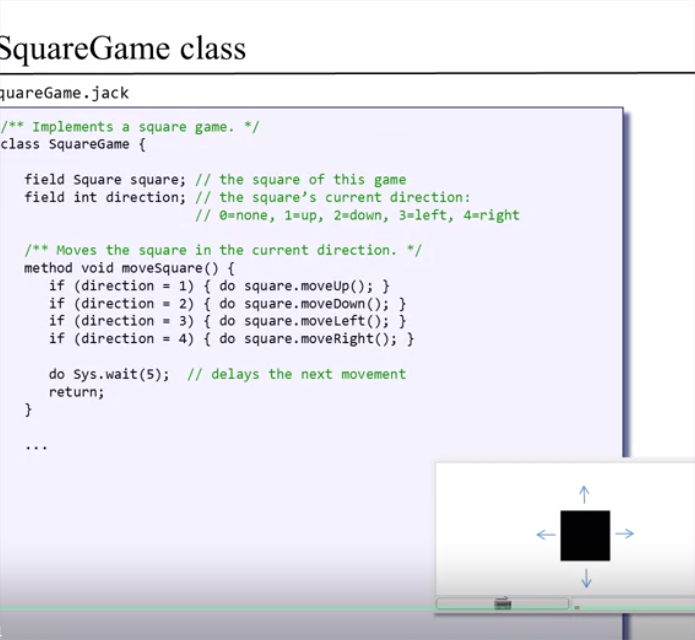 SquareGame class
quareGame.jack
/** Implements a square game. */
class SquareGame {
field Square square; // the square of this game
field int direction; // the square's current direction:
// 0=none, 1=up, 2=down, 3=left, 4=right
/** Moves the square in the current direction. */
method void moveSquare() {
if (direction = 1) { do square.moveUp(); }
if (direction = 2) { do square.moveDown(); }
if (direction = 3) { do square.moveLeft(); }
if (direction = 4) { do square.moveRight(); }
do Sys.wait(5); // delays the next movement
return;
}
...